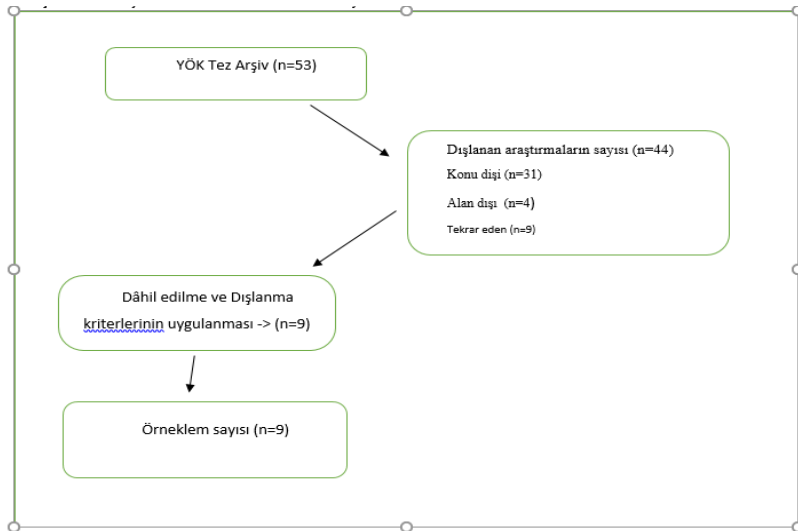 YÖK Tez Arşiv (n=53)
Dışlanan araştırmaların sayısı (n=44)
Konu dişi (n=31)
Alan dışı (n=4)
Tekrar eden (n=9)
Dâhil edilme ve Dışlanma
kriterlerinin uygulanması -> (n=9)
Örneklem sayısı (n=9)